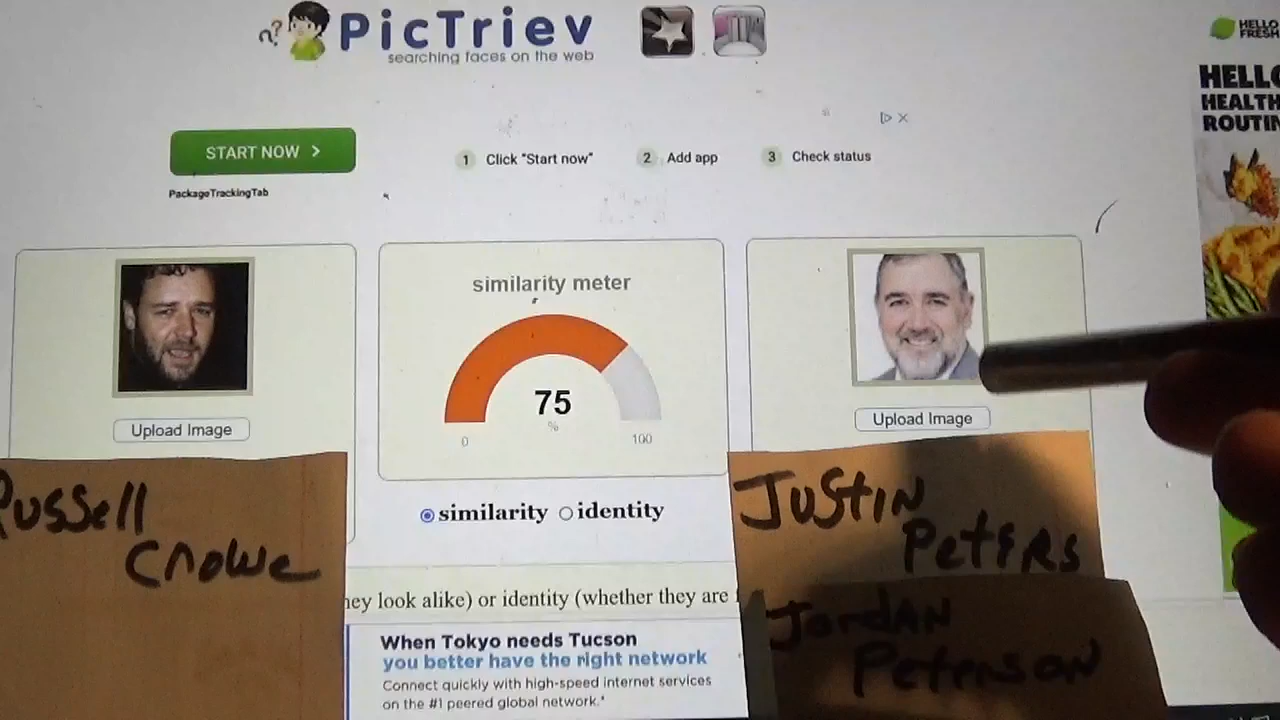 PicTriev
searching faces on the web
HELLO
FRESH
HEALTH
ROUTIN
START NOW >
1 Click "Start now" 2 Add app 3 Check status
PackageTrackingTab
similarity meter
75
%
0 100
Upload Image
Upload Image
similarity identity
Russell
Crowe
Justin
Peters
Jordan
Peterson
hey look alike) or identity (whether they are
When Tokyo needs Tucson
you better have the right network
Connect quickly with high-speed internet services
on the #1 peered global network.*